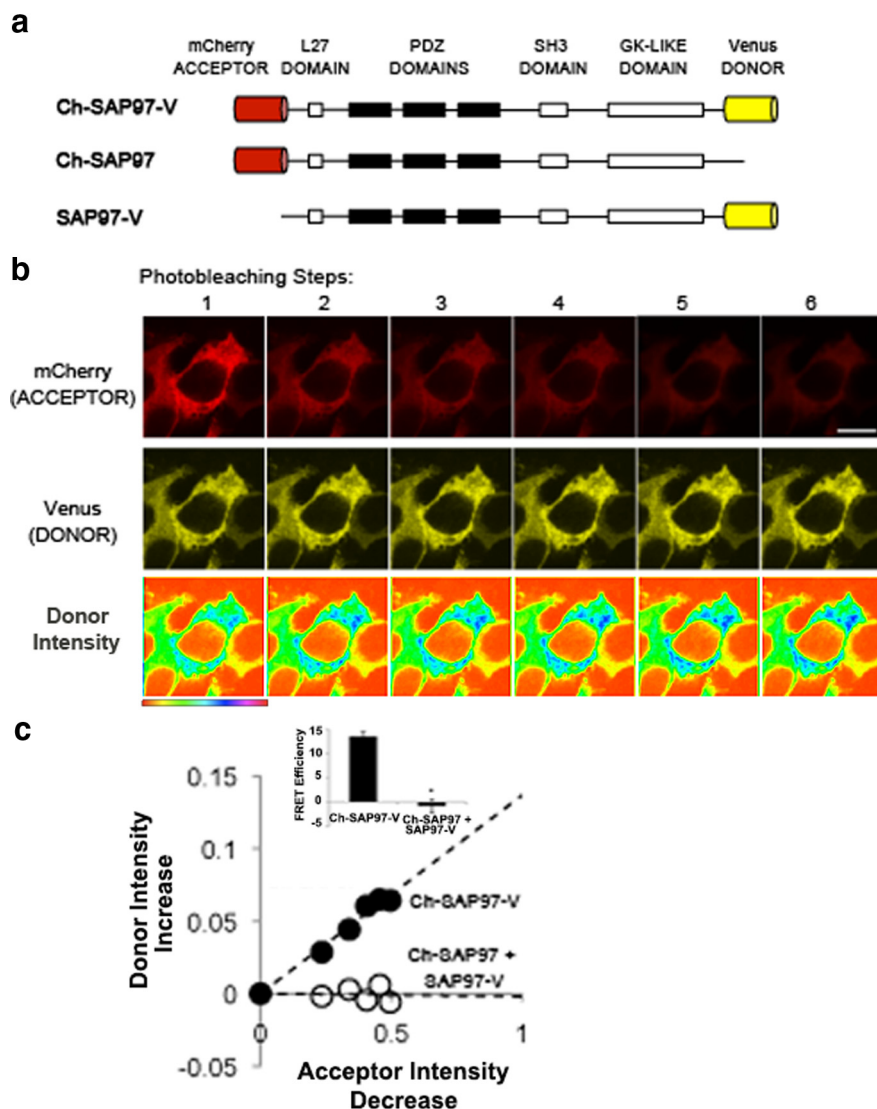 a
mCherry ACCEPTOR
L27 DOMAIN
PDZ DOMAINS
SH3 DOMAIN
GK-LIKE DOMAIN
Venus DONOR
Ch-SAP97-V
Ch-SAP97
SAP97-V
b
Photobleaching Steps:
1 2 3 4 5 6
mCherry
(ACCEPTOR)
Venus
(DONOR)
Donor
Intensity
c
FRET Efficiency
15
10
5
0
-5
Ch-SAP97-V
Ch-SAP97 +
SAP97-V
*
Donor Intensity
Increase
0.15
0.1
0.05
0
-0.05
Ch-SAP97-V
Ch-SAP97 +
SAP97-V
0 0.5 1
Acceptor Intensity
Decrease